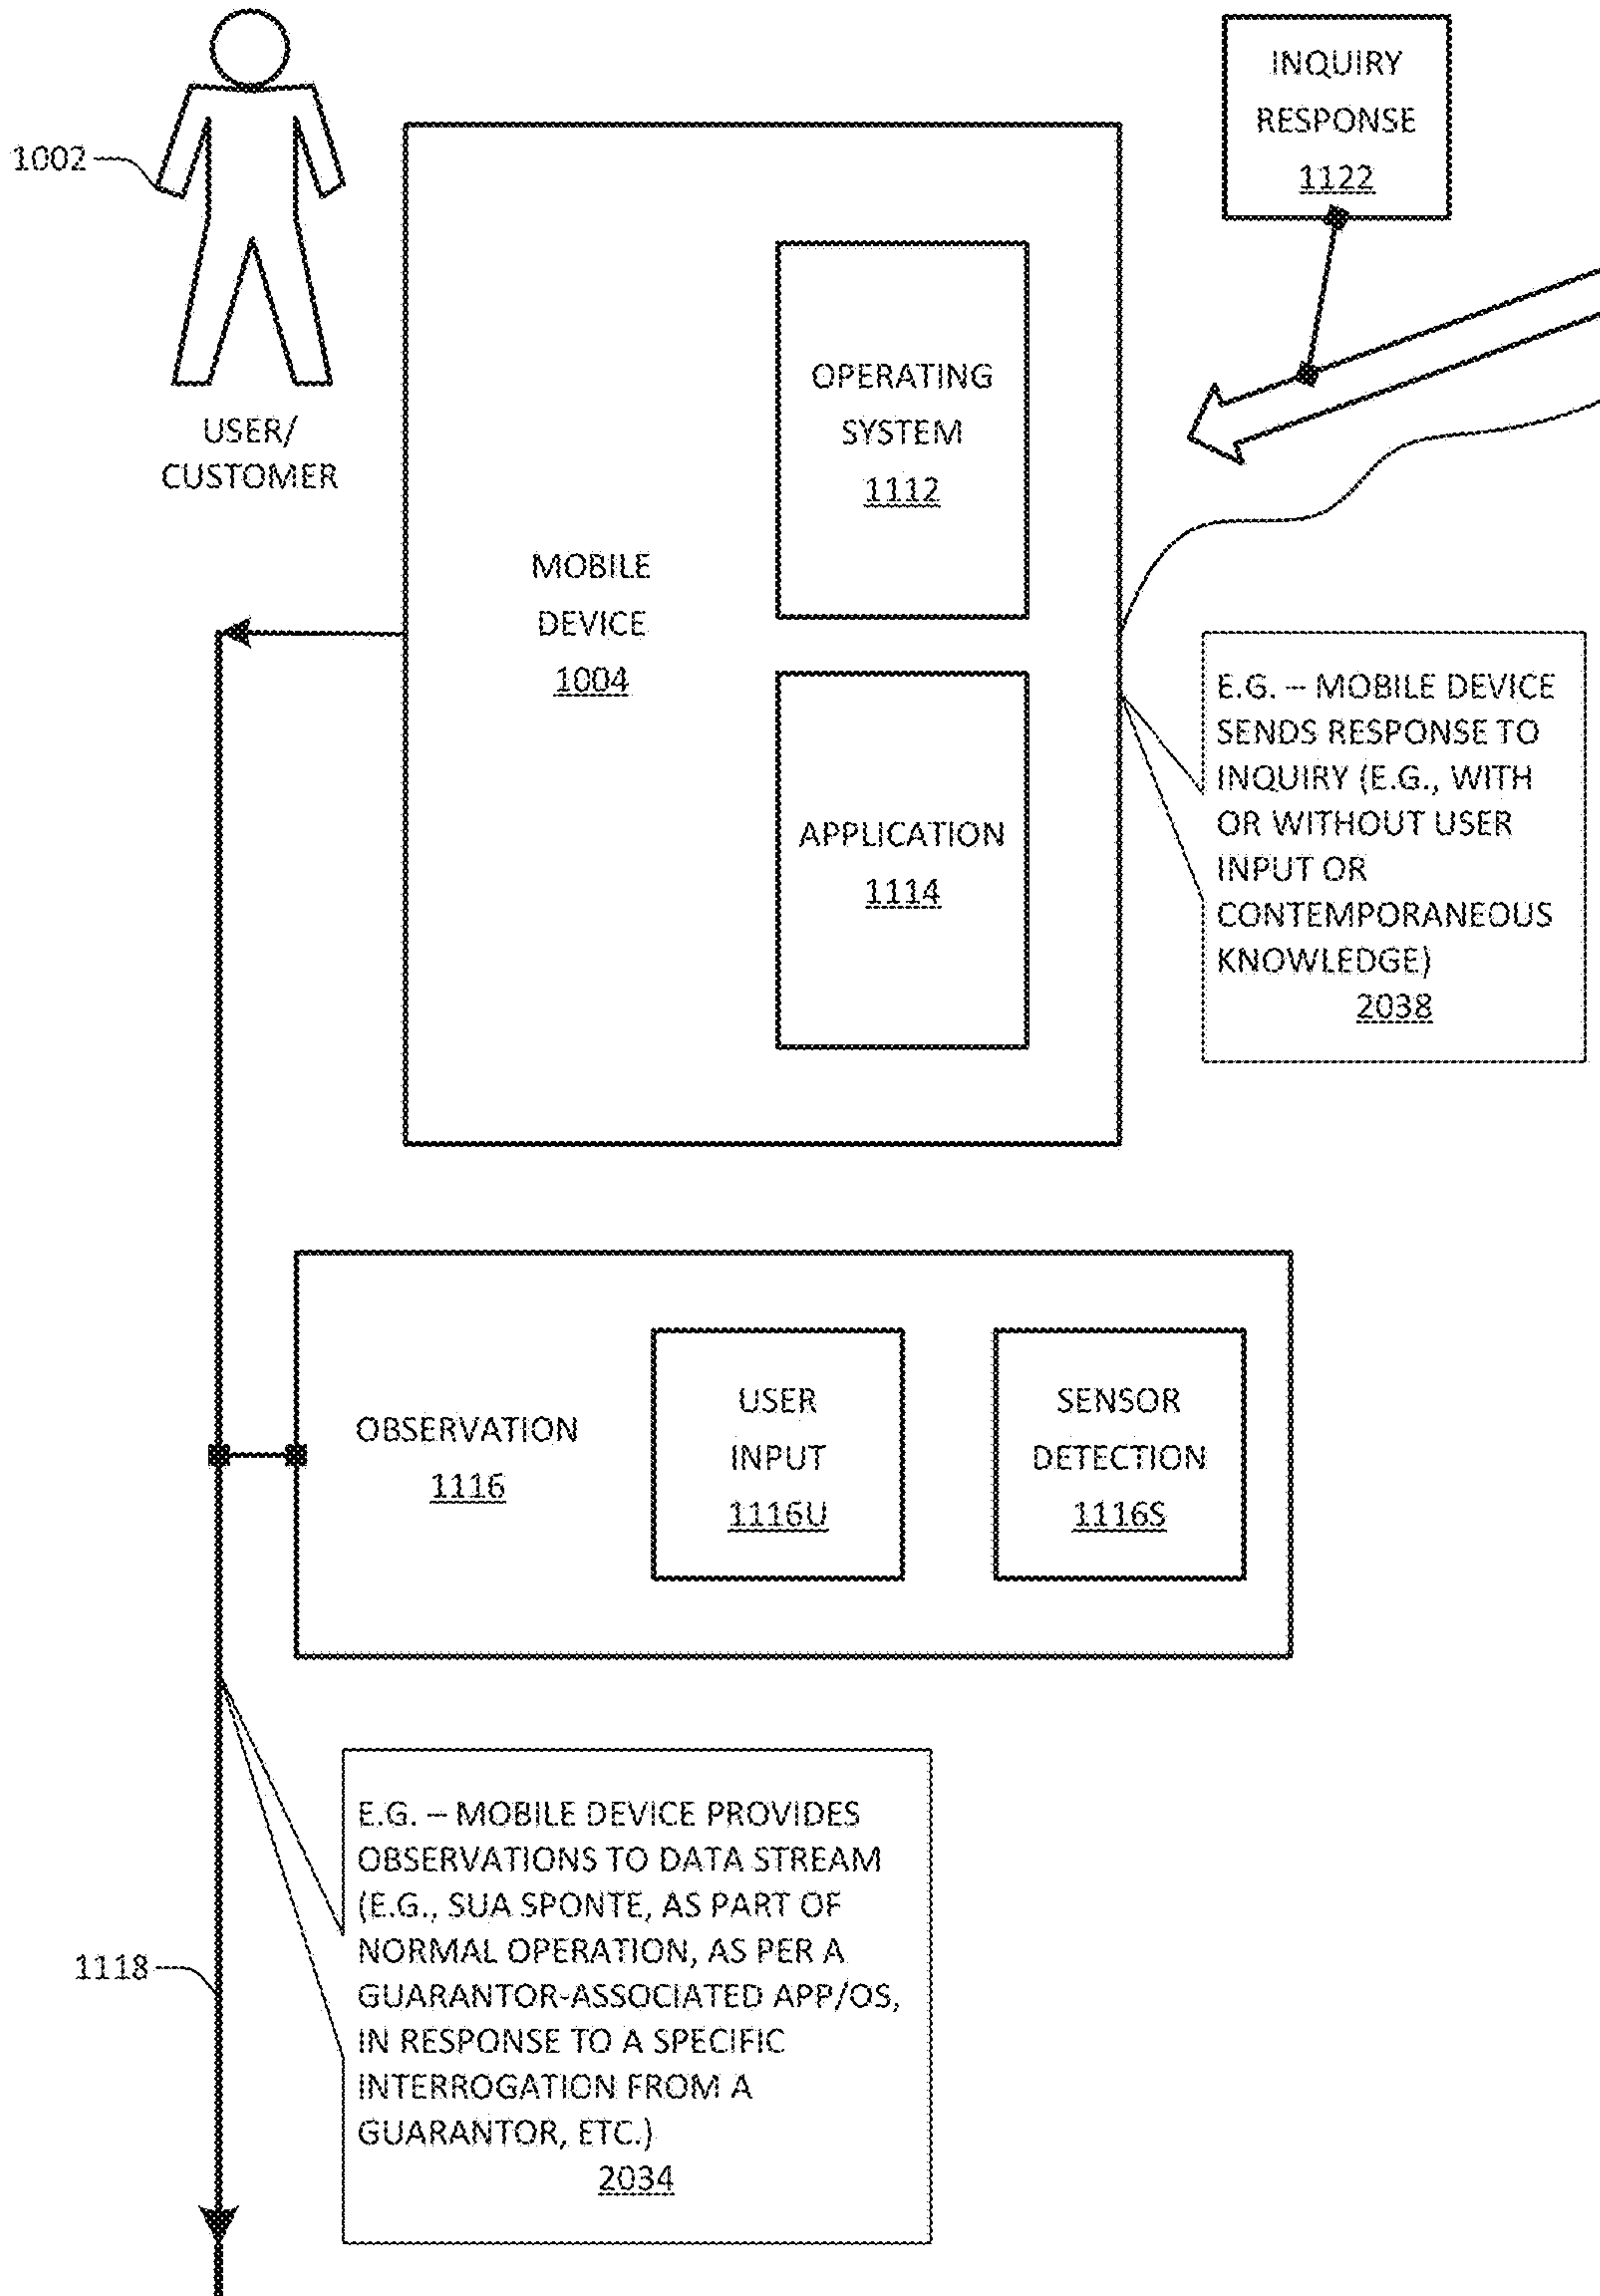 INQUIRY
RESPONSE
1122
1002
USER/
CUSTOMER
OPERATING
SYSTEM
1112
MOBILE
DEVICE
1004
APPLICATION
1114
E.G. – MOBILE DEVICE
SENDS RESPONSE TO
INQUIRY (E.G., WITH
OR WITHOUT USER
INPUT OR
CONTEMPORANEOUS
KNOWLEDGE)
2038
OBSERVATION
1116
USER
INPUT
1116U
SENSOR
DETECTION
1116S
E.G. – MOBILE DEVICE PROVIDES
OBSERVATIONS TO DATA STREAM
(E.G., SUA SPONTE, AS PART OF
NORMAL OPERATION, AS PER A
GUARANTOR-ASSOCIATED APP/OS,
IN RESPONSE TO A SPECIFIC
INTERROGATION FROM A
GUARANTOR, ETC.)
2034
1118